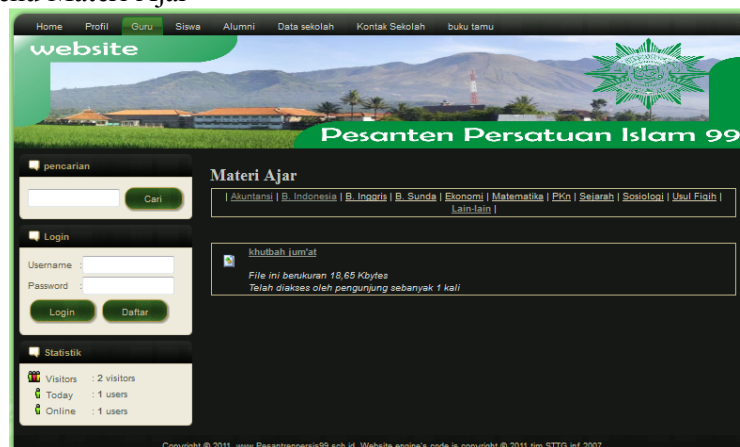 Menu Materi Ajar
Home Profil Guru Siswa Alumni Data sekolah Kontak Sekolah buku tamu
website
Pesanten Persatuan Islam 99
pencarian
Cari
Login
Username :
Password :
Login Daftar
Statistik
Visitors : 2 visitors
Today : 1 users
Online : 1 users
Materi Ajar
| Akuntansi | B. Indonesia | B. Inggris | B. Sunda | Ekonomi | Matematika | PKn | Sejarah | Sosiologi | Usul Fiqih |
Lain-lain |
khutbah jum'at
File ini berukuran 18,65 Kbytes
Telah diakses oleh pengunjung sebanyak 1 kali
Copyright © 2011 www.Pesantrenpersis99.sch.id. Website engine's code is copyright © 2011 tim STTG inf 2007